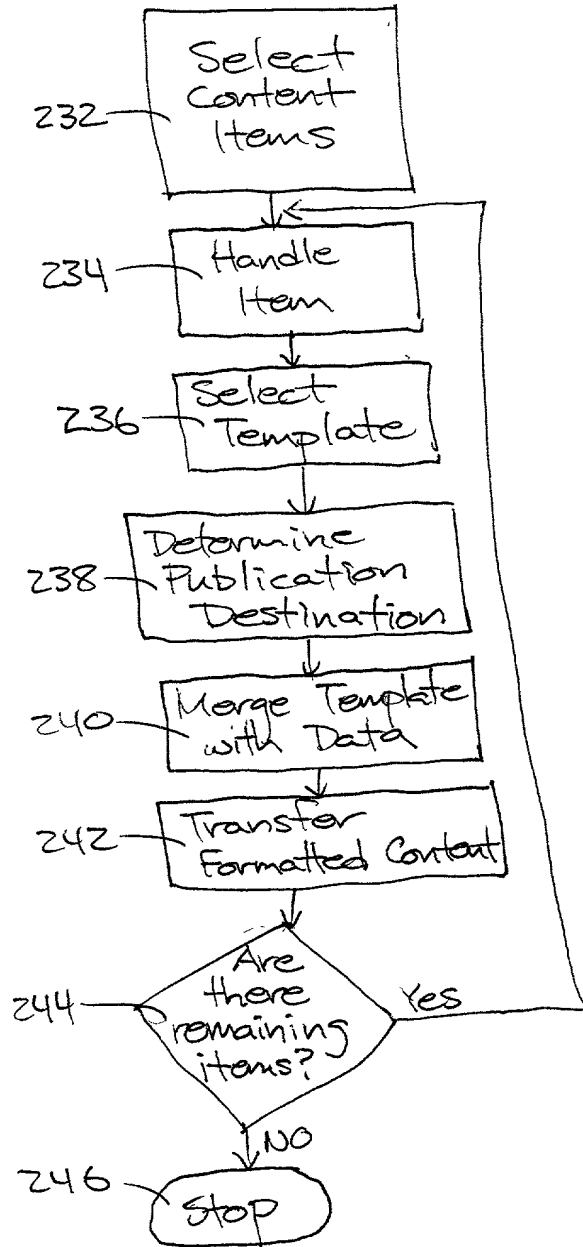 Select
Content
Items
232
Handle
Item
234
Select
Template
236
Determine
Publication
Destination
238
Merge Template
with Data
240
Transfer
Formatted Content
242
Are
there
remaining
items?
244
Yes
NO
Stop
246